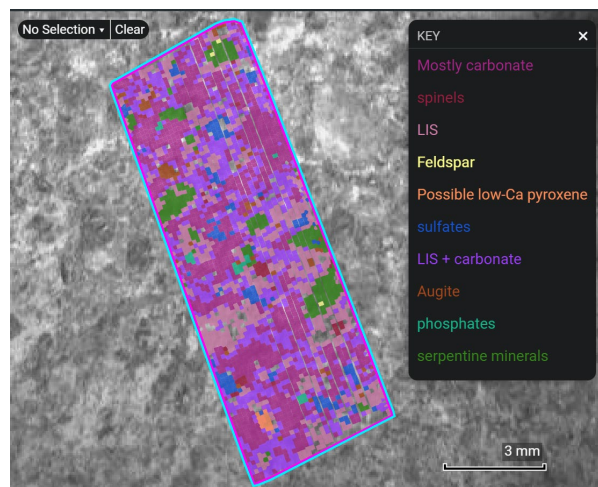 No Selection ▾ Clear
KEY ×
Mostly carbonate
spinels
LIS
Feldspar
Possible low-Ca pyroxene
sulfates
LIS + carbonate
Augite
phosphates
serpentine minerals
3 mm